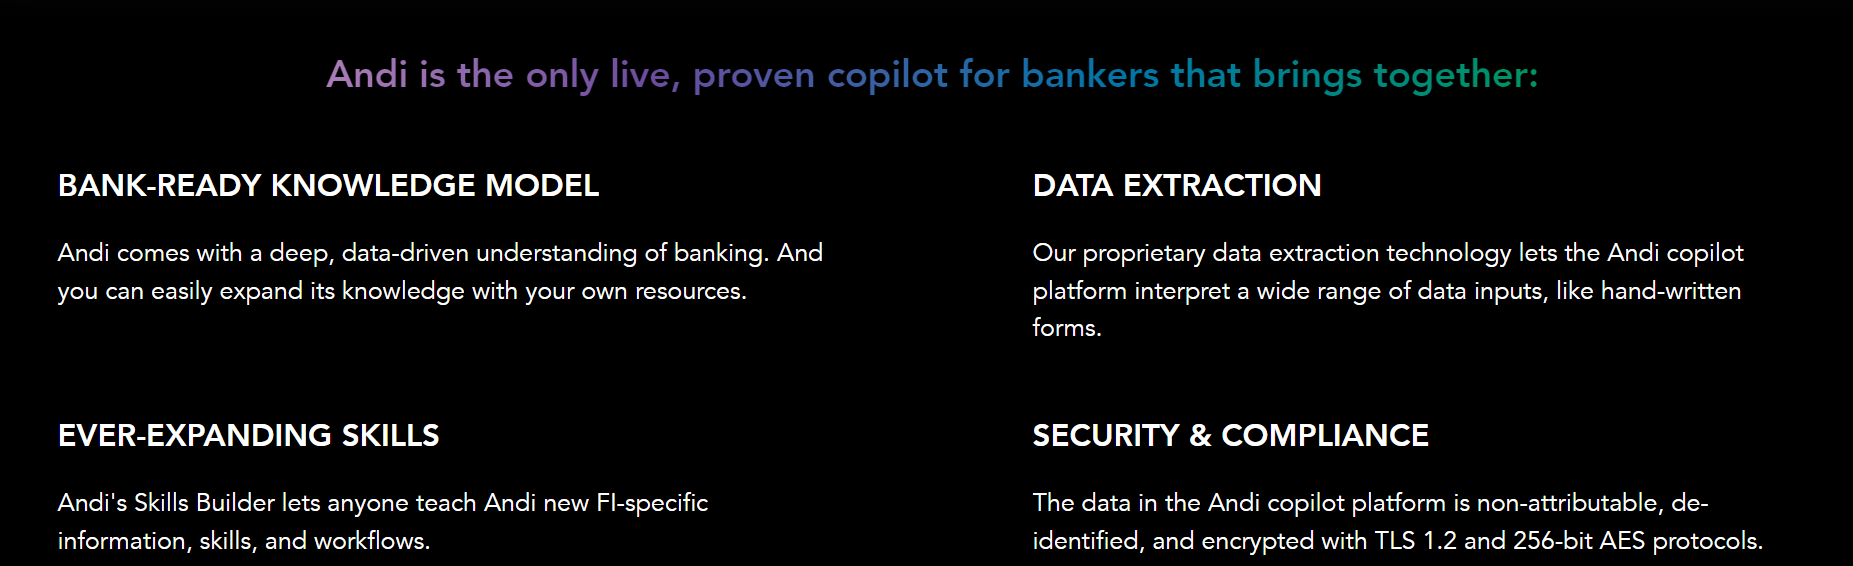 Andi is the only live, proven copilot for bankers that brings together:
BANK-READY KNOWLEDGE MODEL
Andi comes with a deep, data-driven understanding of banking. And
you can easily expand its knowledge with your own resources.
DATA EXTRACTION
Our proprietary data extraction technology lets the Andi copilot
platform interpret a wide range of data inputs, like hand-written
forms.
EVER-EXPANDING SKILLS
Andi's Skills Builder lets anyone teach Andi new FI-specific
information, skills, and workflows.
SECURITY & COMPLIANCE
The data in the Andi copilot platform is non-attributable, de-
identified, and encrypted with TLS 1.2 and 256-bit AES protocols.